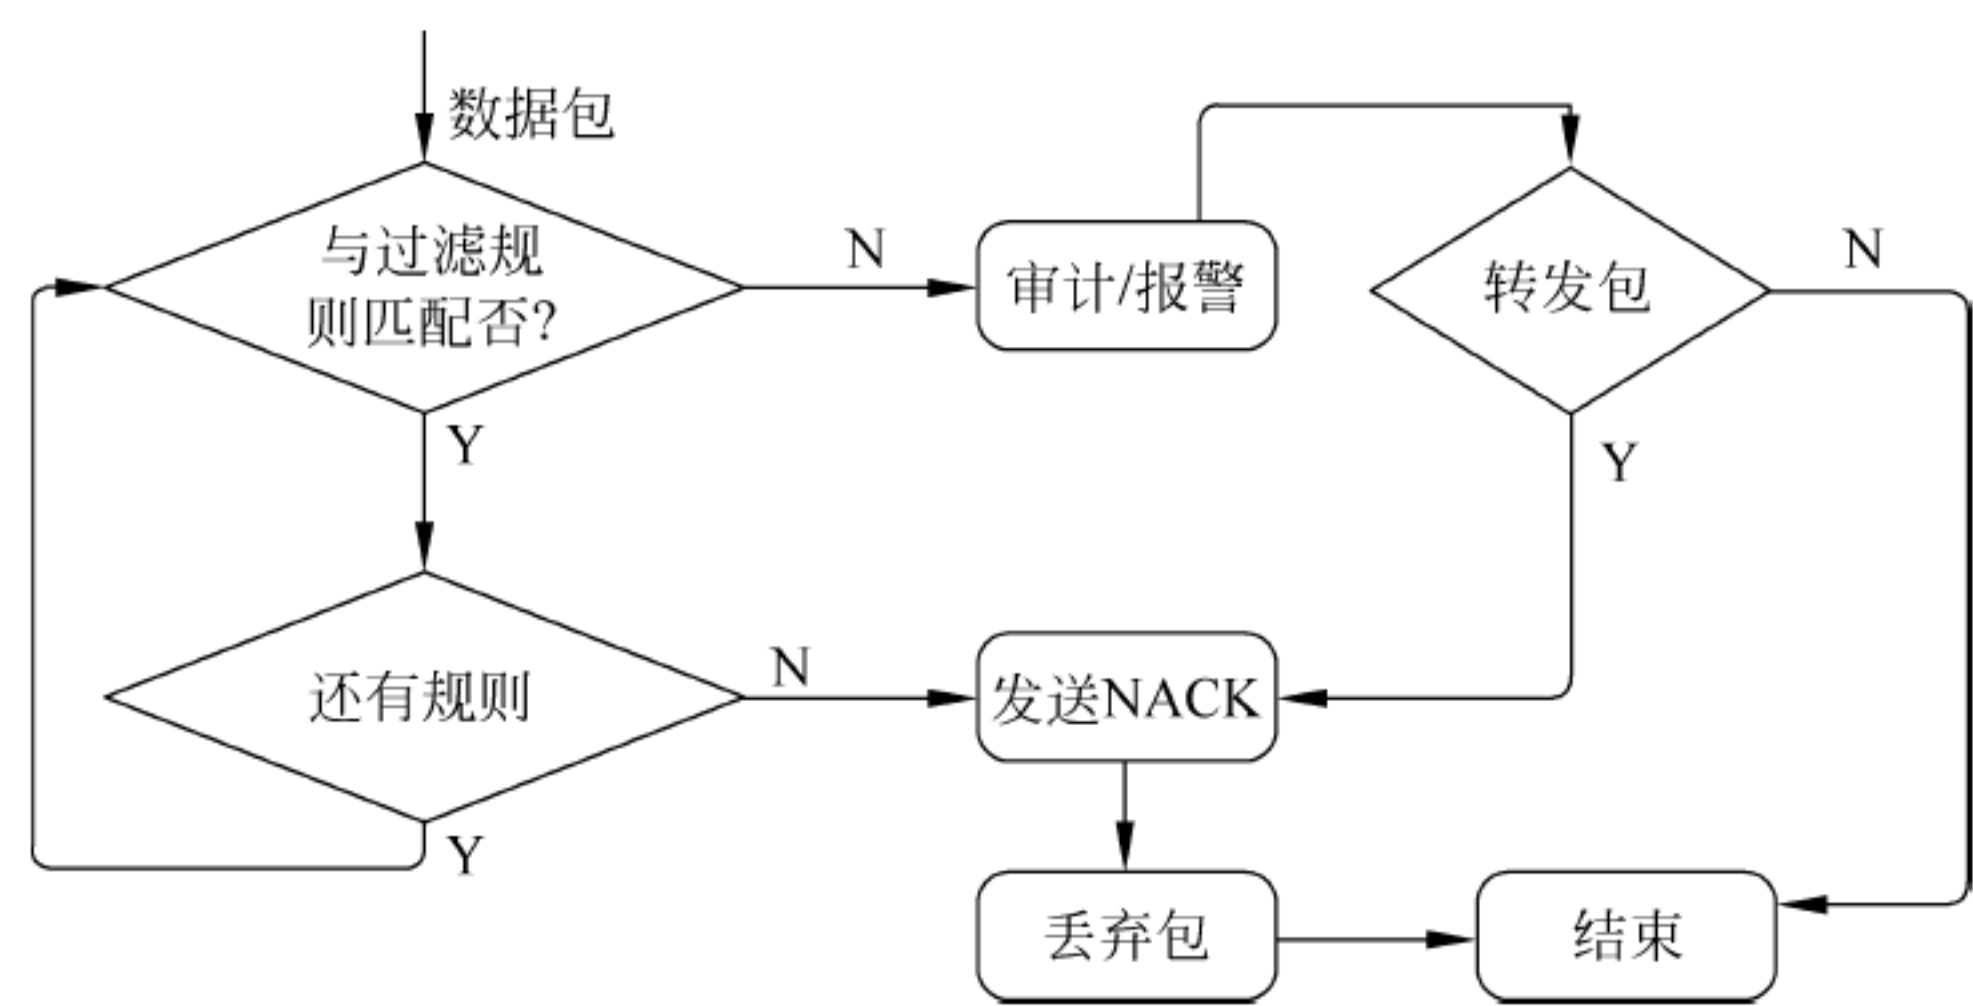 数据包
与过滤规
则匹配否?
N
审计/报警
转发包
N
Y
Y
还有规则
N
发送NACK
Y
丢弃包
结束